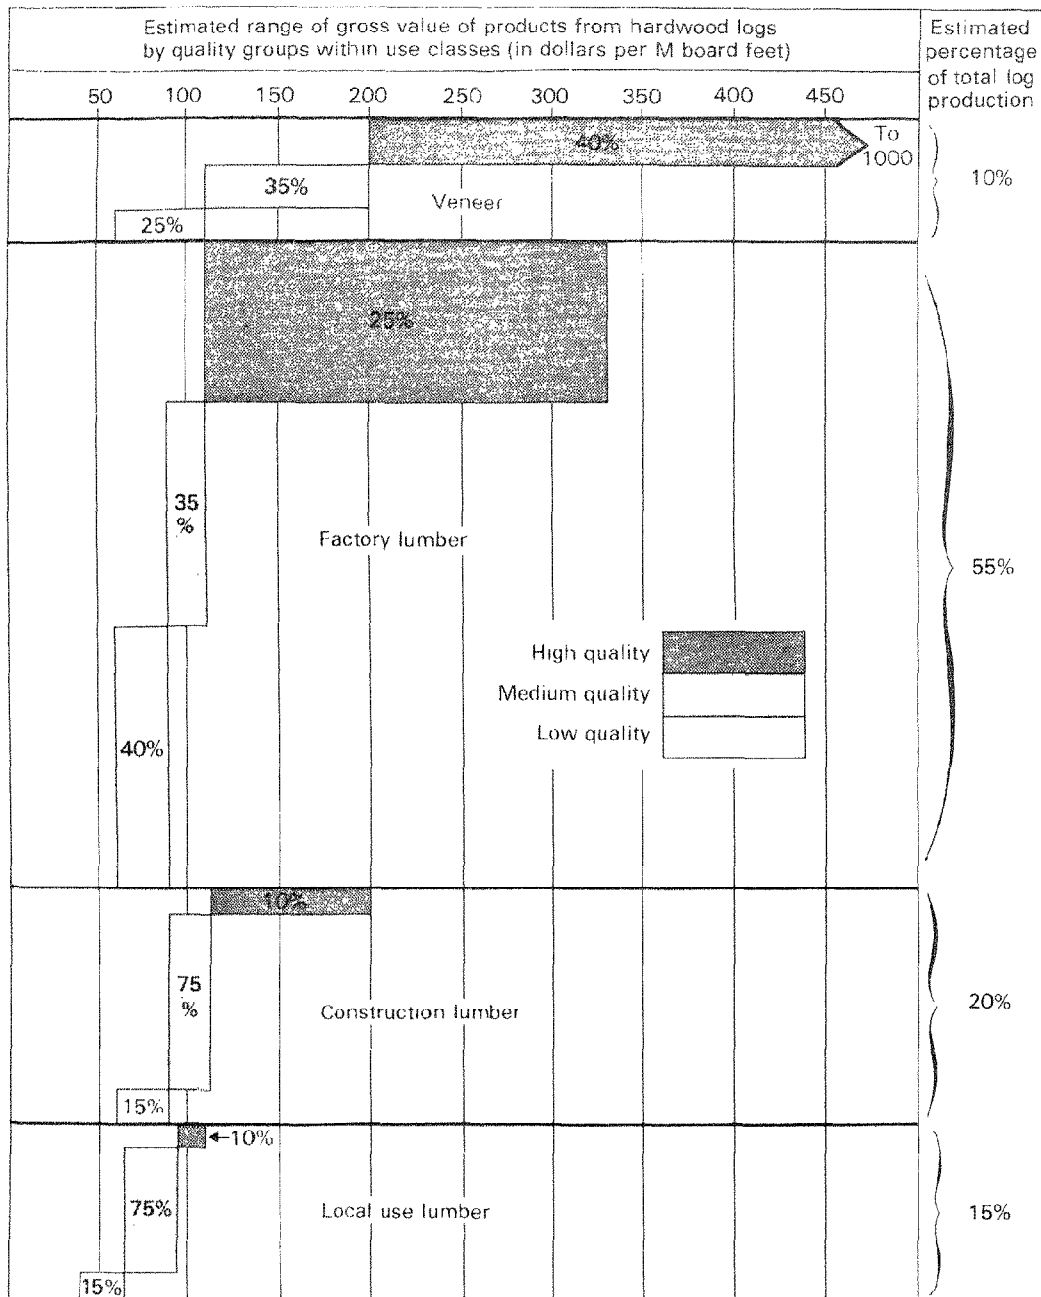 Estimated range of gross value of products from hardwood logs
by quality groups within use classes (in dollars per M board feet)
Estimated
percentage
of total log
production
50 100 150 200 250 300 350 400 450
40%
To
1000
10%
35%
Veneer
25%
25%
35
%
Factory lumber
55%
High quality
Medium quality
Low quality
40%
10%
75
%
Construction lumber
20%
15%
10%
75%
Local use lumber
15%
15%